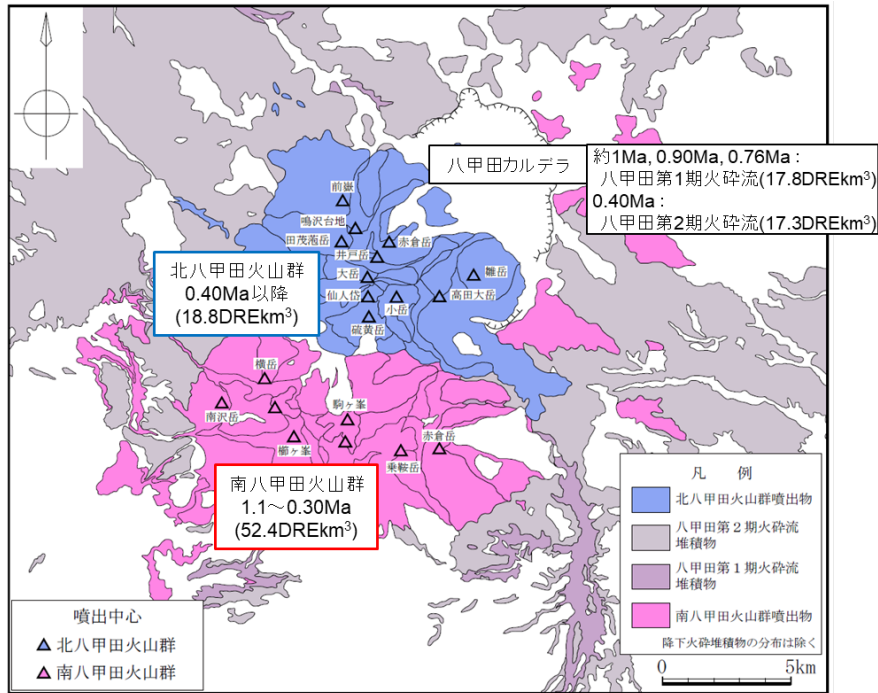 八甲田カルデラ
約1Ma, 0.90Ma, 0.76Ma：
八甲田第1期火砕流(17.8DREkm³)
0.40Ma：
八甲田第2期火砕流(17.3DREkm³)
前嶽
鳴沢台地
田茂萢岳
赤倉岳
井戸岳
大岳
雛岳
仙人岱
小岳
高田大岳
硫黄岳
北八甲田火山群
0.40Ma以降
(18.8DREkm³)
横岳
南沢岳
駒ヶ峯
櫛ヶ峯
赤倉岳
乗鞍岳
南八甲田火山群
1.1～0.30Ma
(52.4DREkm³)
凡 例
北八甲田火山群噴出物
八甲田第２期火砕流
堆積物
八甲田第１期火砕流
堆積物
南八甲田火山群噴出物
降下火砕堆積物の分布は除く
0 5km
噴出中心
北八甲田火山群
南八甲田火山群